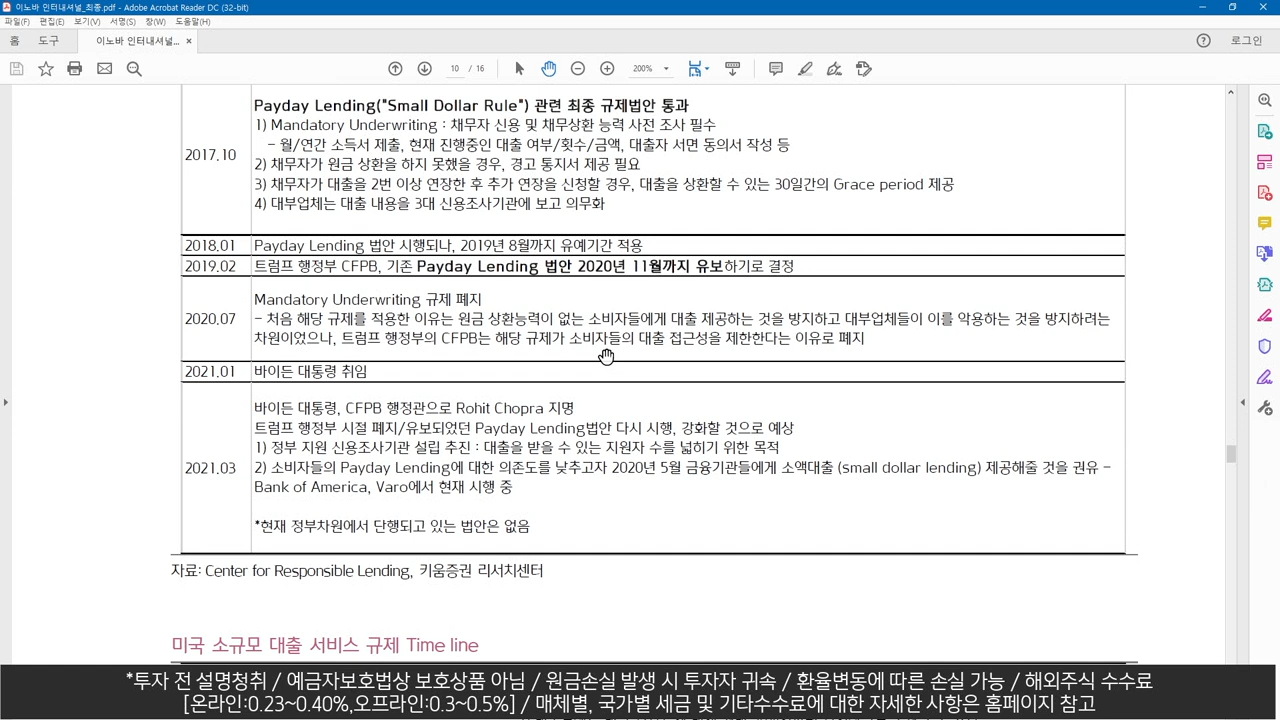 이노바 인터내셔널_최종.pdf - Adobe Acrobat Reader DC (32-bit)
파일(F) 편집(E) 보기(V) 서명(S) 창(W) 도움말(H)
홈 도구 이노바 인터내셔널... × 로그인
10 / 16 200%
Payday Lending("Small Dollar Rule") 관련 최종 규제법안 통과
1) Mandatory Underwriting : 채무자 신용 및 채무상환 능력 사전 조사 필수
- 월/연간 소득서 제출, 현재 진행중인 대출 여부/횟수/금액, 대출자 서면 동의서 작성 등
2017.10
2) 채무자가 원금 상환을 하지 못했을 경우, 경고 통지서 제공 필요
3) 채무자가 대출을 2번 이상 연장한 후 추가 연장을 신청할 경우, 대출을 상환할 수 있는 30일간의 Grace period 제공
4) 대부업체는 대출 내용을 3대 신용조사기관에 보고 의무화
2018.01 Payday Lending 법안 시행되나, 2019년 8월까지 유예기간 적용
2019.02 트럼프 행정부 CFPB, 기존 Payday Lending 법안 2020년 11월까지 유보하기로 결정
Mandatory Underwriting 규제 폐지
2020.07 - 처음 해당 규제를 적용한 이유는 원금 상환능력이 없는 소비자들에게 대출 제공하는 것을 방지하고 대부업체들이 이를 악용하는 것을 방지하려는
차원이었으나, 트럼프 행정부의 CFPB는 해당 규제가 소비자들의 대출 접근성을 제한한다는 이유로 폐지
2021.01 바이든 대통령 취임
바이든 대통령, CFPB 행정관으로 Rohit Chopra 지명
트럼프 행정부 시절 폐지/유보되었던 Payday Lending법안 다시 시행, 강화할 것으로 예상
1) 정부 지원 신용조사기관 설립 추진 : 대출을 받을 수 있는 지원자 수를 넓히기 위한 목적
2021.03 2) 소비자들의 Payday Lending에 대한 의존도를 낮추고자 2020년 5월 금융기관들에게 소액대출 (small dollar lending) 제공해줄 것을 권유 -
Bank of America, Varo에서 현재 시행 중
*현재 정부차원에서 단행되고 있는 법안은 없음
자료: Center for Responsible Lending, 키움증권 리서치센터
미국 소규모 대출 서비스 규제 Time line
*투자 전 설명청취 / 예금자보호법상 보호상품 아님 / 원금손실 발생 시 투자자 귀속 / 환율변동에 따른 손실 가능 / 해외주식 수수료
[온라인:0.23~0.40%,오프라인:0.3~0.5%] / 매체별, 국가별 세금 및 기타수수료에 대한 자세한 사항은 홈페이지 참고